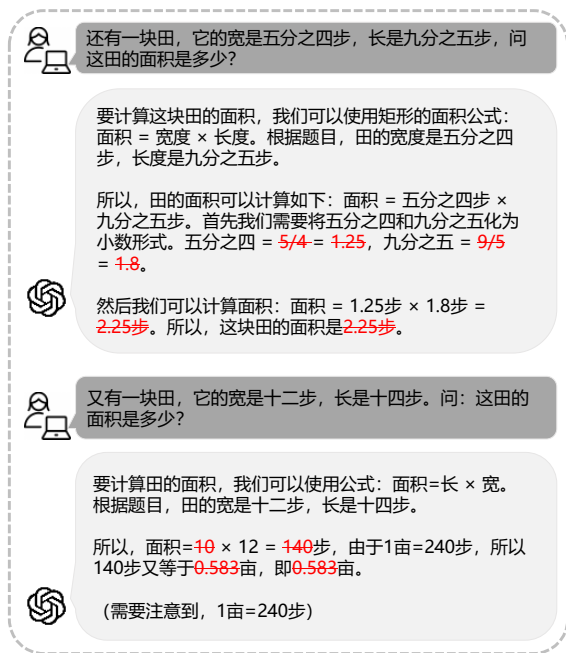 还有一块田，它的宽是五分之四步，长是九分之五步，问
这田的面积是多少？
要计算这块田的面积，我们可以使用矩形的面积公式：
面积 = 宽度 × 长度。根据题目，田的宽度是五分之四
步，长度是九分之五步。
所以，田的面积可以计算如下：面积 = 五分之四步 ×
九分之五步。首先我们需要将五分之四和九分之五化为
小数形式。五分之四 = 5/4 = 1.25，九分之五 = 9/5
= 1.8。
然后我们可以计算面积：面积 = 1.25步 × 1.8步 =
2.25步。所以，这块田的面积是2.25步。
又有一块田，它的宽是十二步，长是十四步。问：这田的
面积是多少？
要计算田的面积，我们可以使用公式：面积=长 × 宽。
根据题目，田的宽是十二步，长是十四步。
所以，面积=10 × 12 = 140步，由于1亩=240步，所以
140步又等于0.583亩，即0.583亩。
（需要注意到，1亩=240步）